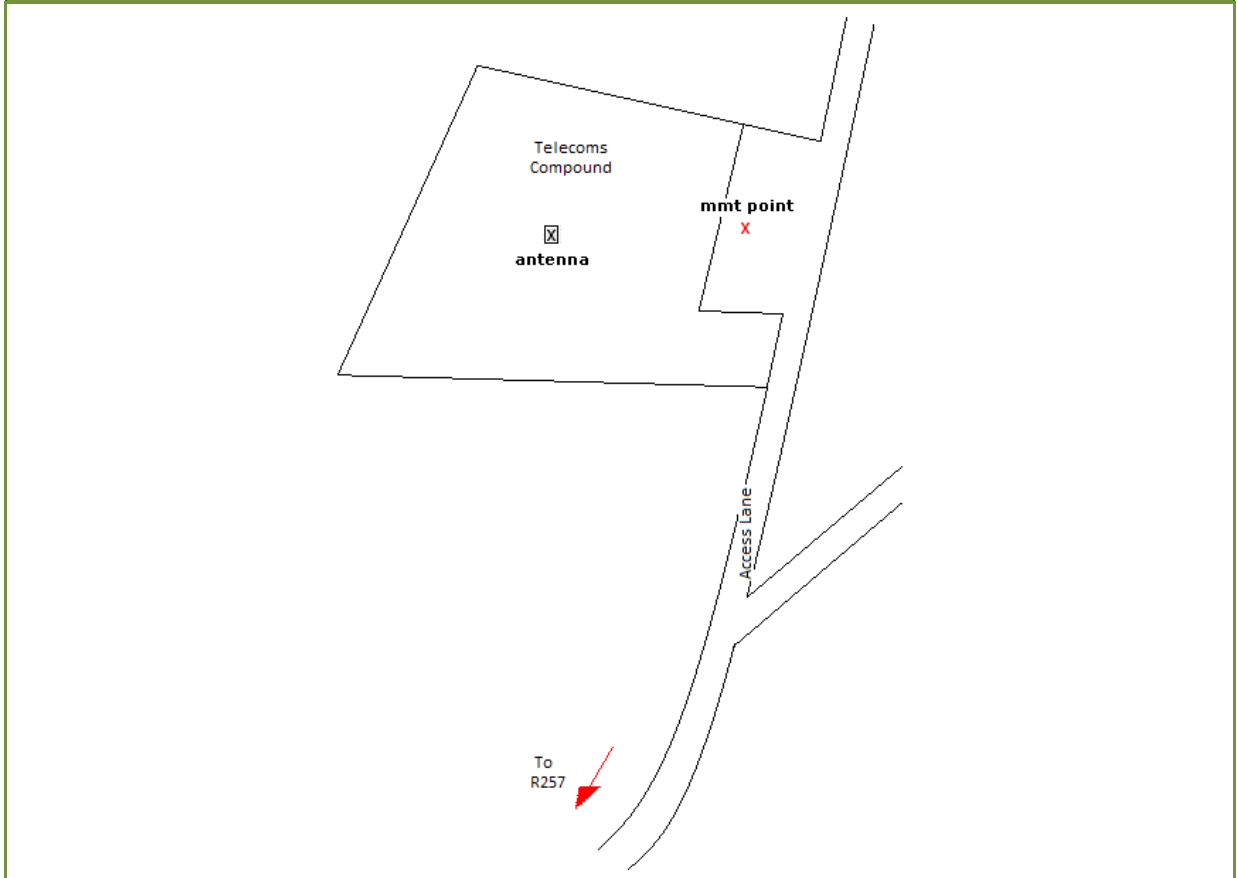 Telecoms
Compound
mmt point
X
X
antenna
Access Lane
To
R257